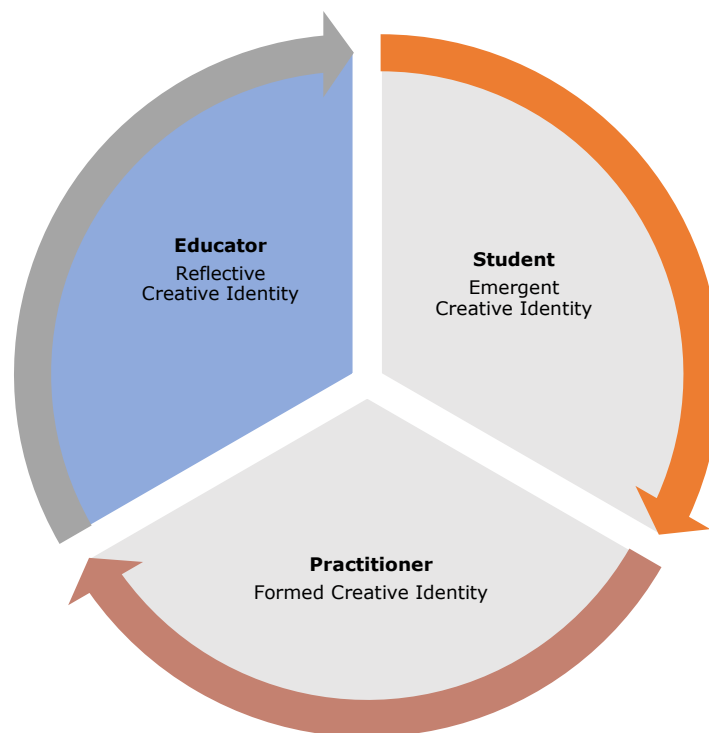 Educator
Reflective
Creative Identity
Student
Emergent
Creative Identity
Practitioner
Formed Creative Identity